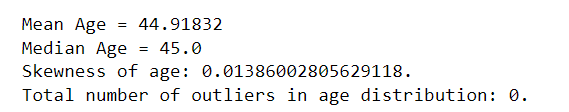 Mean Age = 44.91832
Median Age = 45.0
Skewness of age: 0.01386002805629118.
Total number of outliers in age distribution: 0.